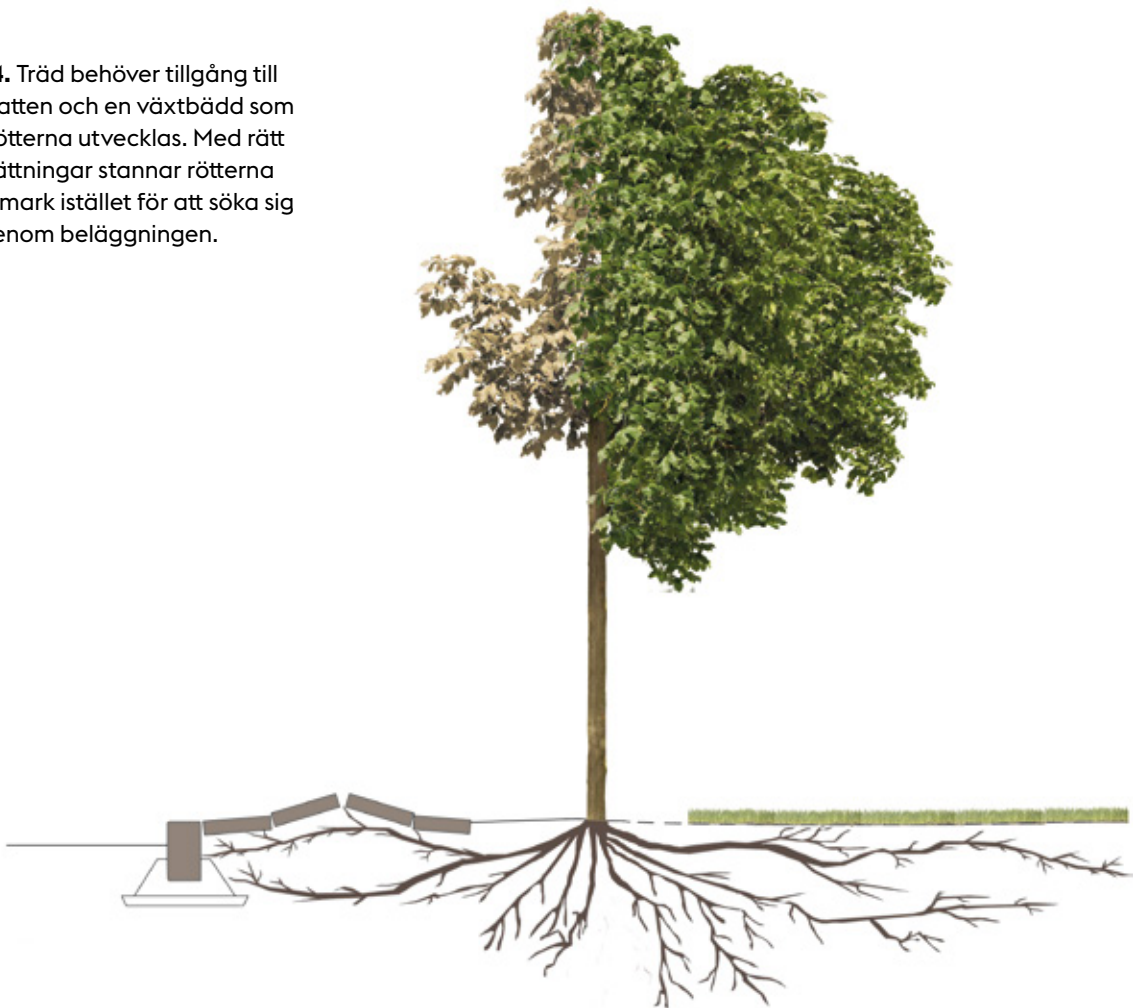 4. Träd behöver tillgång till
atten och en växtbädd som
ötterna utvecklas. Med rätt
ättningar stannar rötterna
mark istället för att söka sig
enom beläggningen.